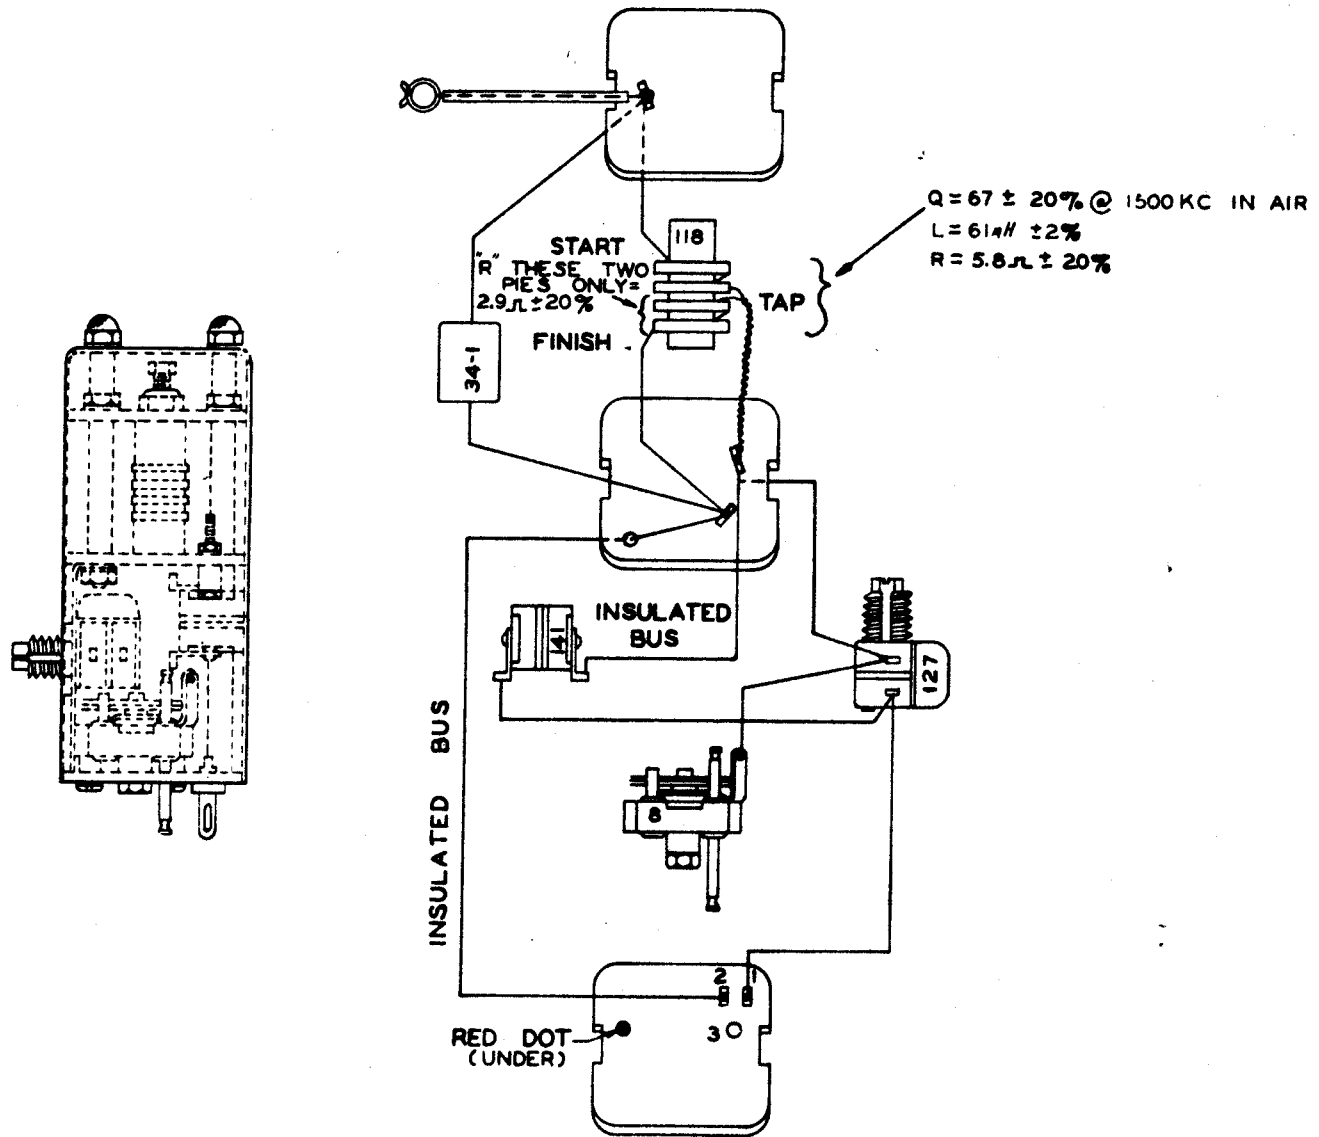 Q = 67 ± 20% @ 1500 KC IN AIR
L = 61 µH ± 2%
R = 5.8 Ω ± 20%
118
START
"R" THESE TWO
PIES ONLY=
2.9 Ω ± 20%
TAP
FINISH
34-1
INSULATED
BUS
141
127
INSULATED BUS
8
2 1
3
RED DOT
(UNDER)